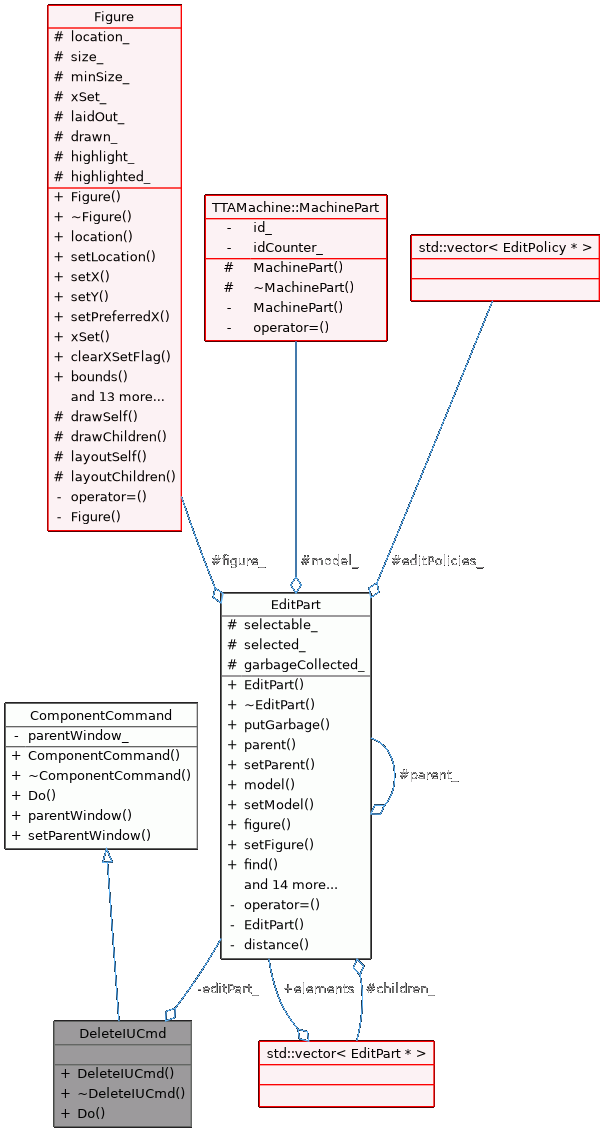 Figure
# location_
# size_
# minSize_
# xSet_
# laidOut_
# drawn_
# highlight_
# highlighted_
+ Figure()
+ ~Figure()
+ location()
+ setLocation()
+ setX()
+ setY()
+ setPreferredX()
+ xSet()
+ clearXSetFlag()
+ bounds()
and 13 more...
# drawSelf()
# drawChildren()
# layoutSelf()
# layoutChildren()
- operator=()
- Figure()
TTAMachine::MachinePart
- id_
- idCounter_
# MachinePart()
# ~MachinePart()
- MachinePart()
- operator=()
std::vector< EditPolicy * >
#figure_
#model_
#editPolicies_
EditPart
# selectable_
# selected_
# garbageCollected_
+ EditPart()
+ ~EditPart()
+ putGarbage()
+ parent()
+ setParent()
+ model()
+ setModel()
+ figure()
+ setFigure()
+ find()
and 14 more...
- operator=()
- EditPart()
- distance()
#parent_
ComponentCommand
- parentWindow_
+ ComponentCommand()
+ ~ComponentCommand()
+ Do()
+ parentWindow()
+ setParentWindow()
-editPart_
+elements
#children_
DeleteIUCmd
+ DeleteIUCmd()
+ ~DeleteIUCmd()
+ Do()
std::vector< EditPart * >